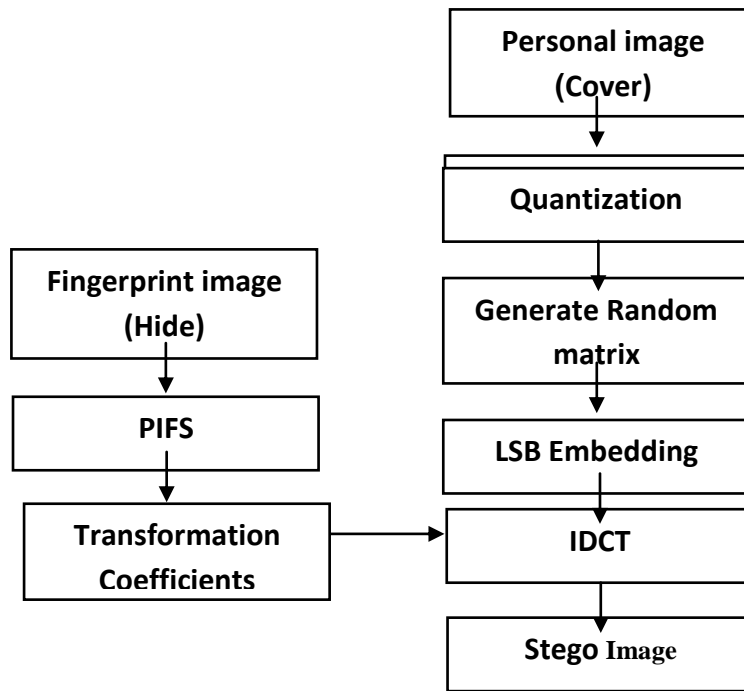 Personal image
(Cover)
Quantization
Fingerprint image
(Hide)
Generate Random
matrix
PIFS
LSB Embedding
Transformation
Coefficients
IDCT
Stego Image